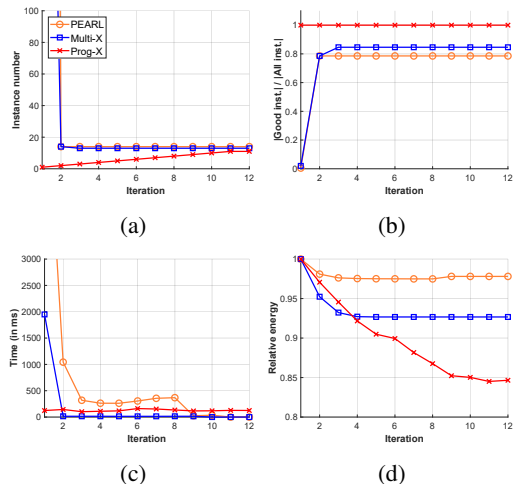 100
80
60
40
20
0
Instance number
PEARL
Multi-X
Prog-X
2 4 6 8 10 12
Iteration
(a)
1
0.8
0.6
0.4
0.2
0
|Good inst.| / |All inst.|
2 4 6 8 10 12
Iteration
(b)
3000
2500
2000
1500
1000
500
0
Time (in ms)
2 4 6 8 10 12
Iteration
(c)
1
0.95
0.9
0.85
0.8
Relative energy
2 4 6 8 10 12
Iteration
(d)